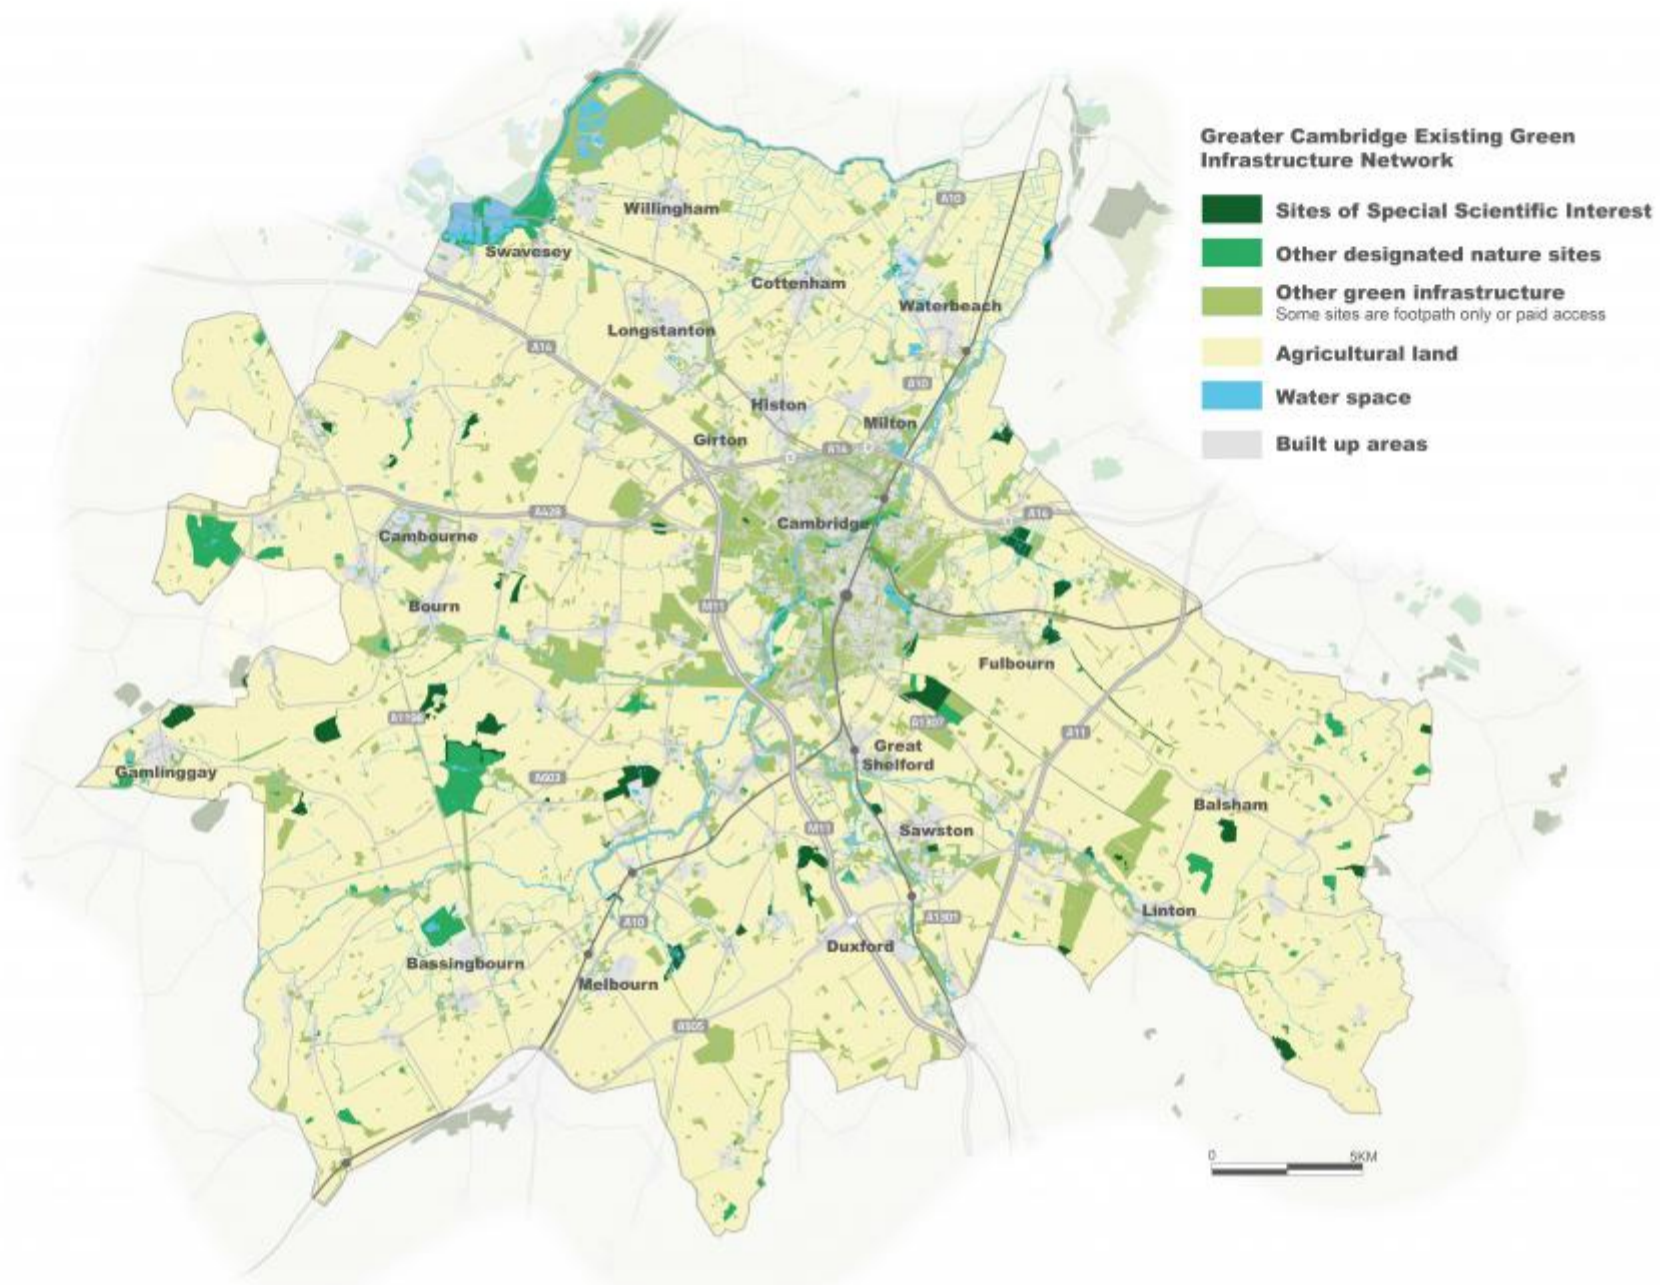 Greater Cambridge Existing Green
Infrastructure Network
Sites of Special Scientific Interest
Other designated nature sites
Other green infrastructure
Some sites are footpath only or paid access
Agricultural land
Water space
Built up areas
Willingham
A10
Swavesey
Cottenham
Waterbeach
Longstanton
A14
A10
Histon
Milton
Girton
A14
A428
A14
Cambridge
Cambourne
Bourn
M11
Fulbourn
A1198
A1307
A11
Great
Shelford
Gamlinggay
A603
Balsham
M11
Sawston
Linton
A10
A1301
Duxford
Bassingbourn
Melbourn
A505
0
5KM